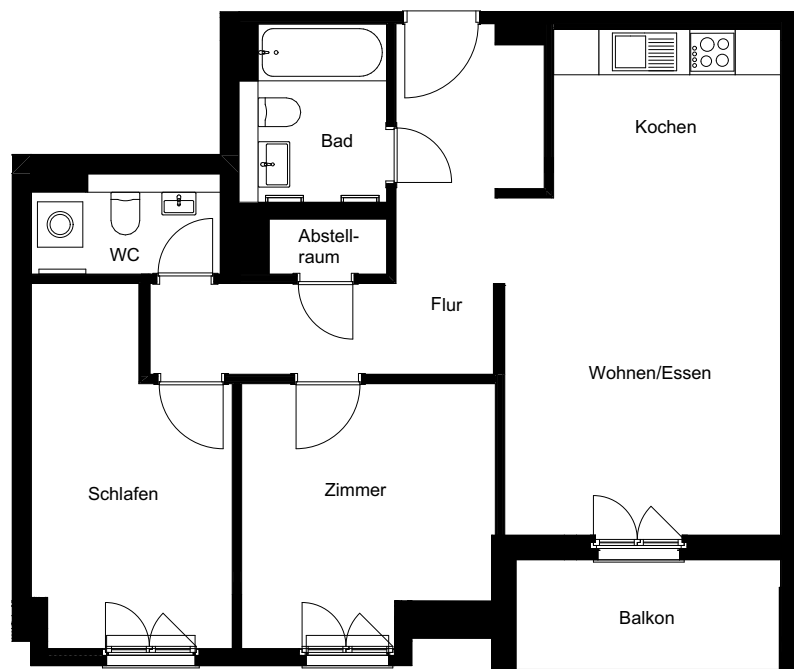 Kochen
Bad
Abstell-
raum
WC
Flur
Wohnen/Essen
Schlafen
Zimmer
Balkon